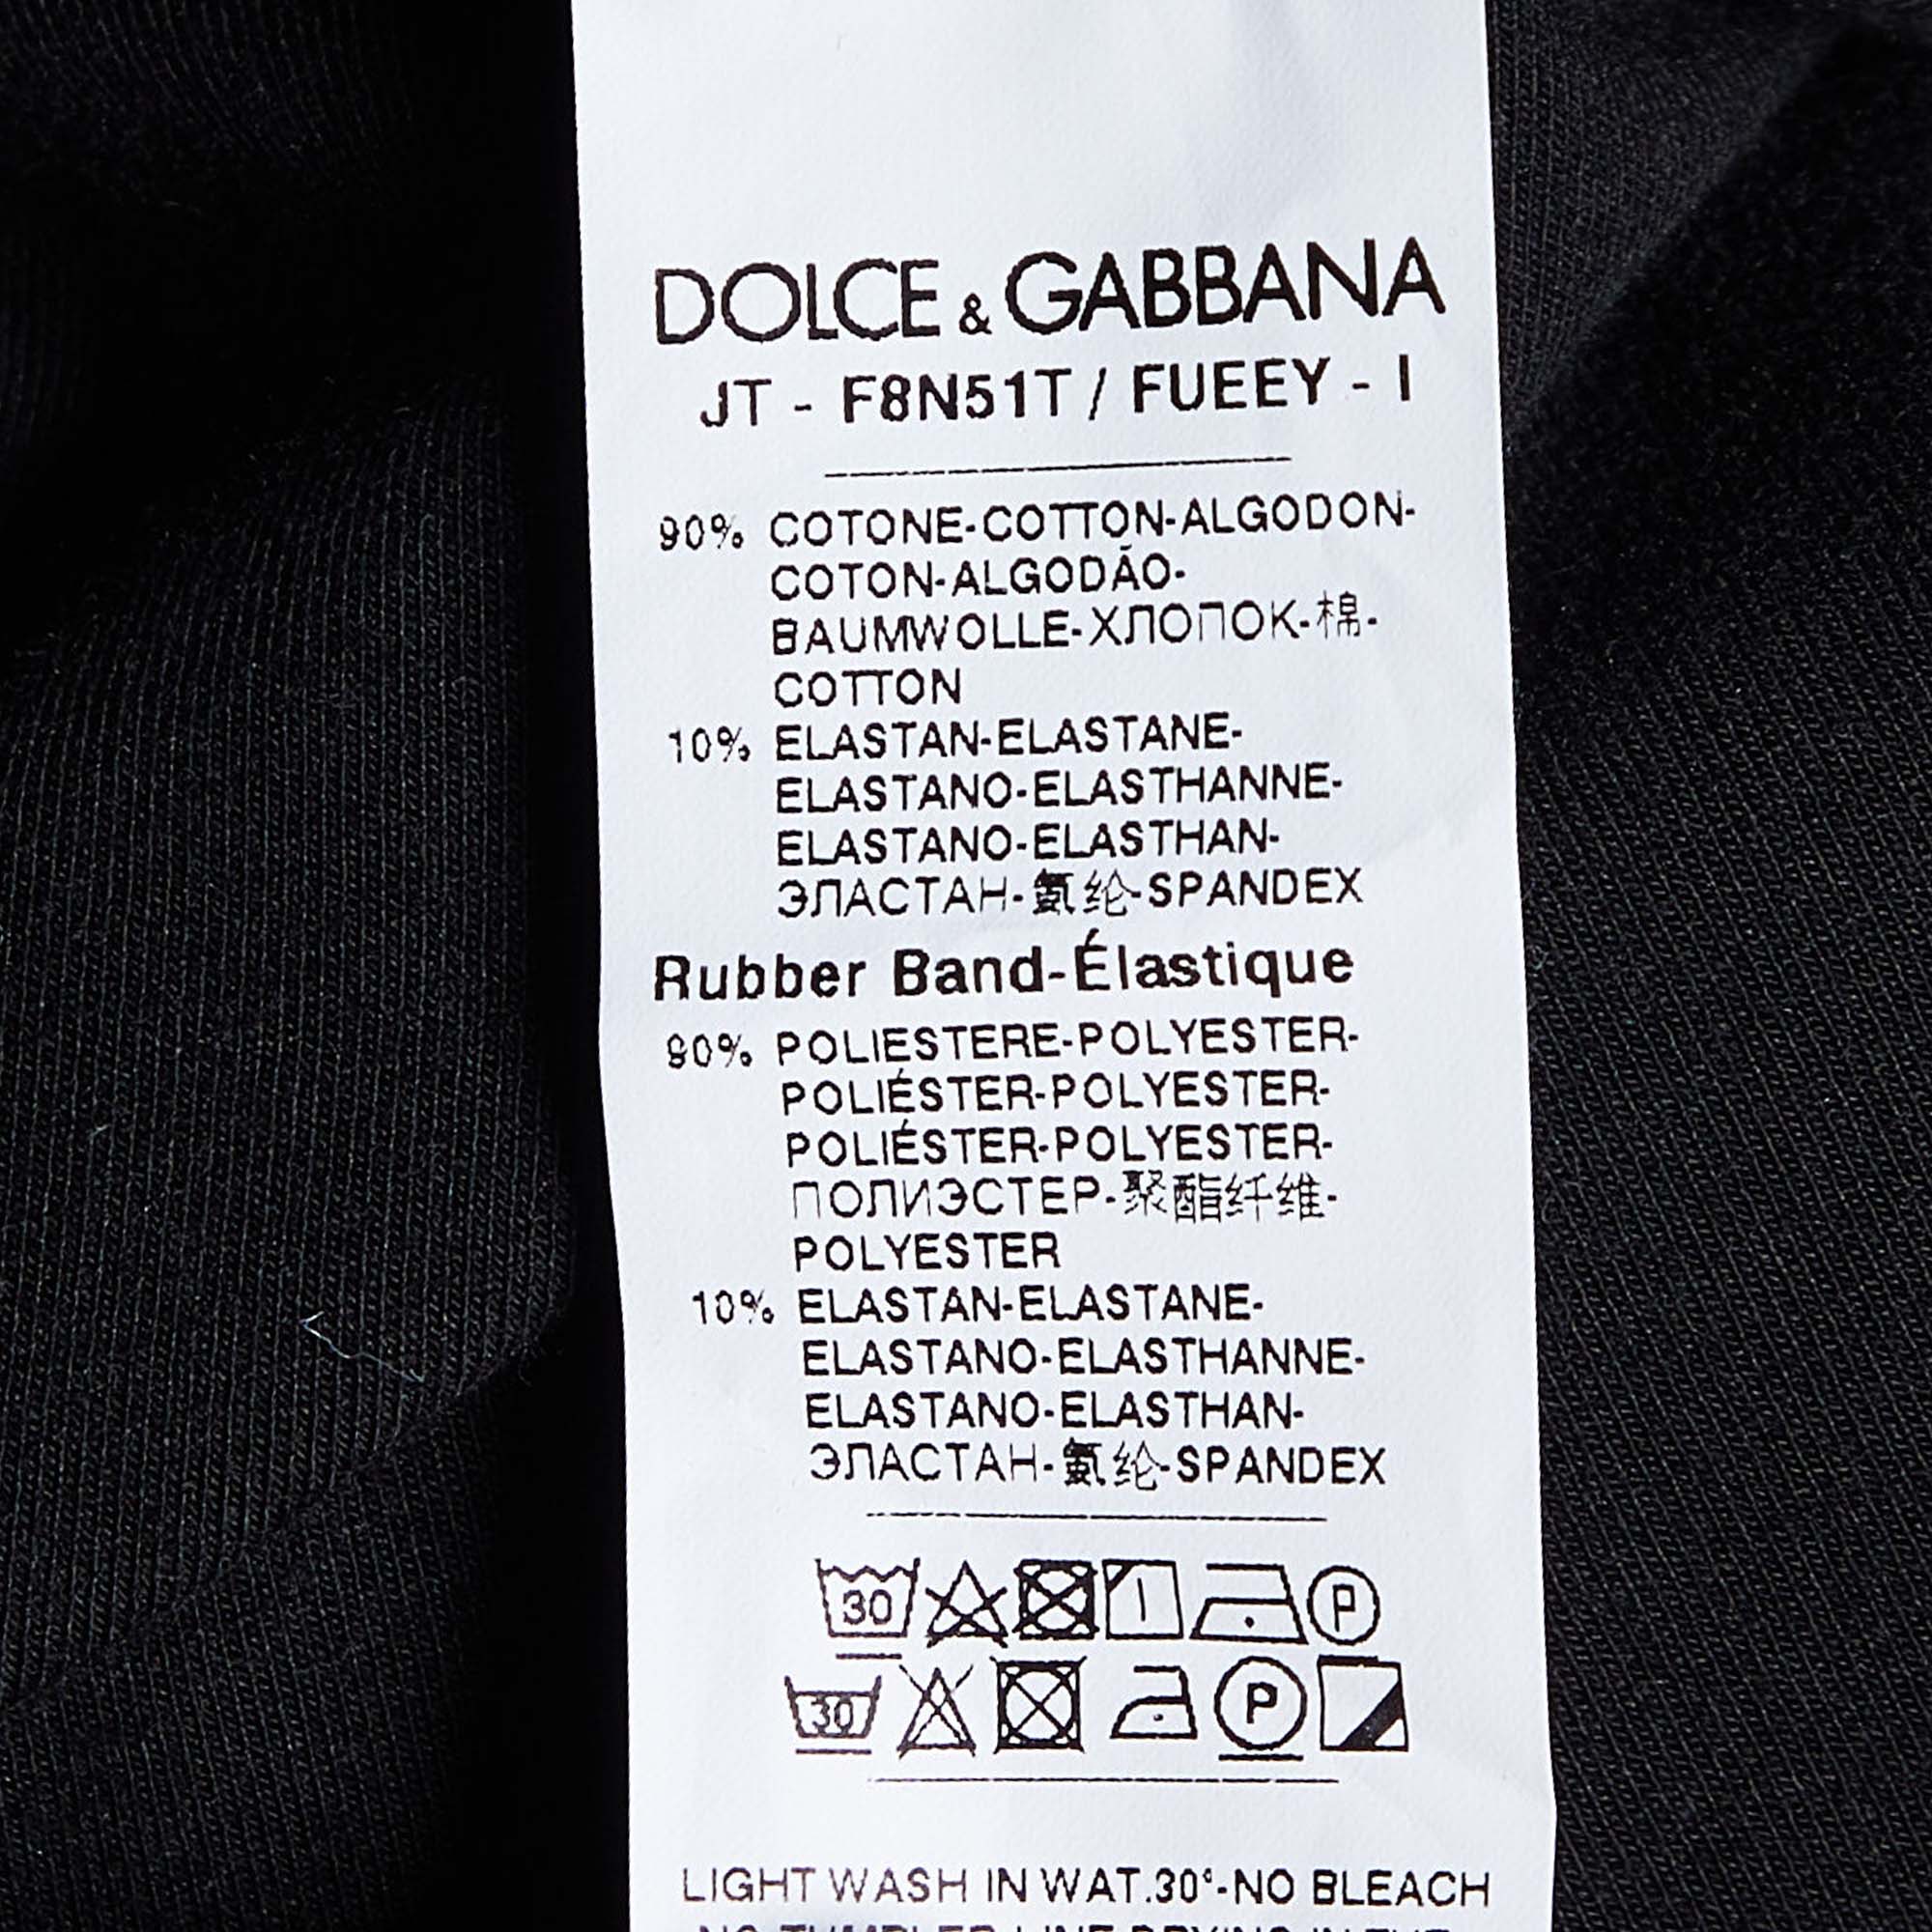 DOLCE & GABBANA
JT - F8N51T / FUEEY - I
90% COTONE-COTTON-ALGODON-
COTON-ALGODÃO-
BAUMWOLLE-ХЛОПОК-棉-
COTTON
10% ELASTAN-ELASTANE-
ELASTANO-ELASTHANNE-
ELASTANO-ELASTHAN-
ЭЛАСТАН-氨纶-SPANDEX
Rubber Band-Élastique
90% POLIESTERE-POLYESTER-
POLIÉSTER-POLYESTER-
POLIÉSTER-POLYESTER-
ПОЛИЭСТЕР-聚酯纤维-
POLYESTER
10% ELASTAN-ELASTANE-
ELASTANO-ELASTHANNE-
ELASTANO-ELASTHAN-
ЭЛАСТАН-氨纶-SPANDEX
30 P
30 P
LIGHT WASH IN WAT.30°-NO BLEACH